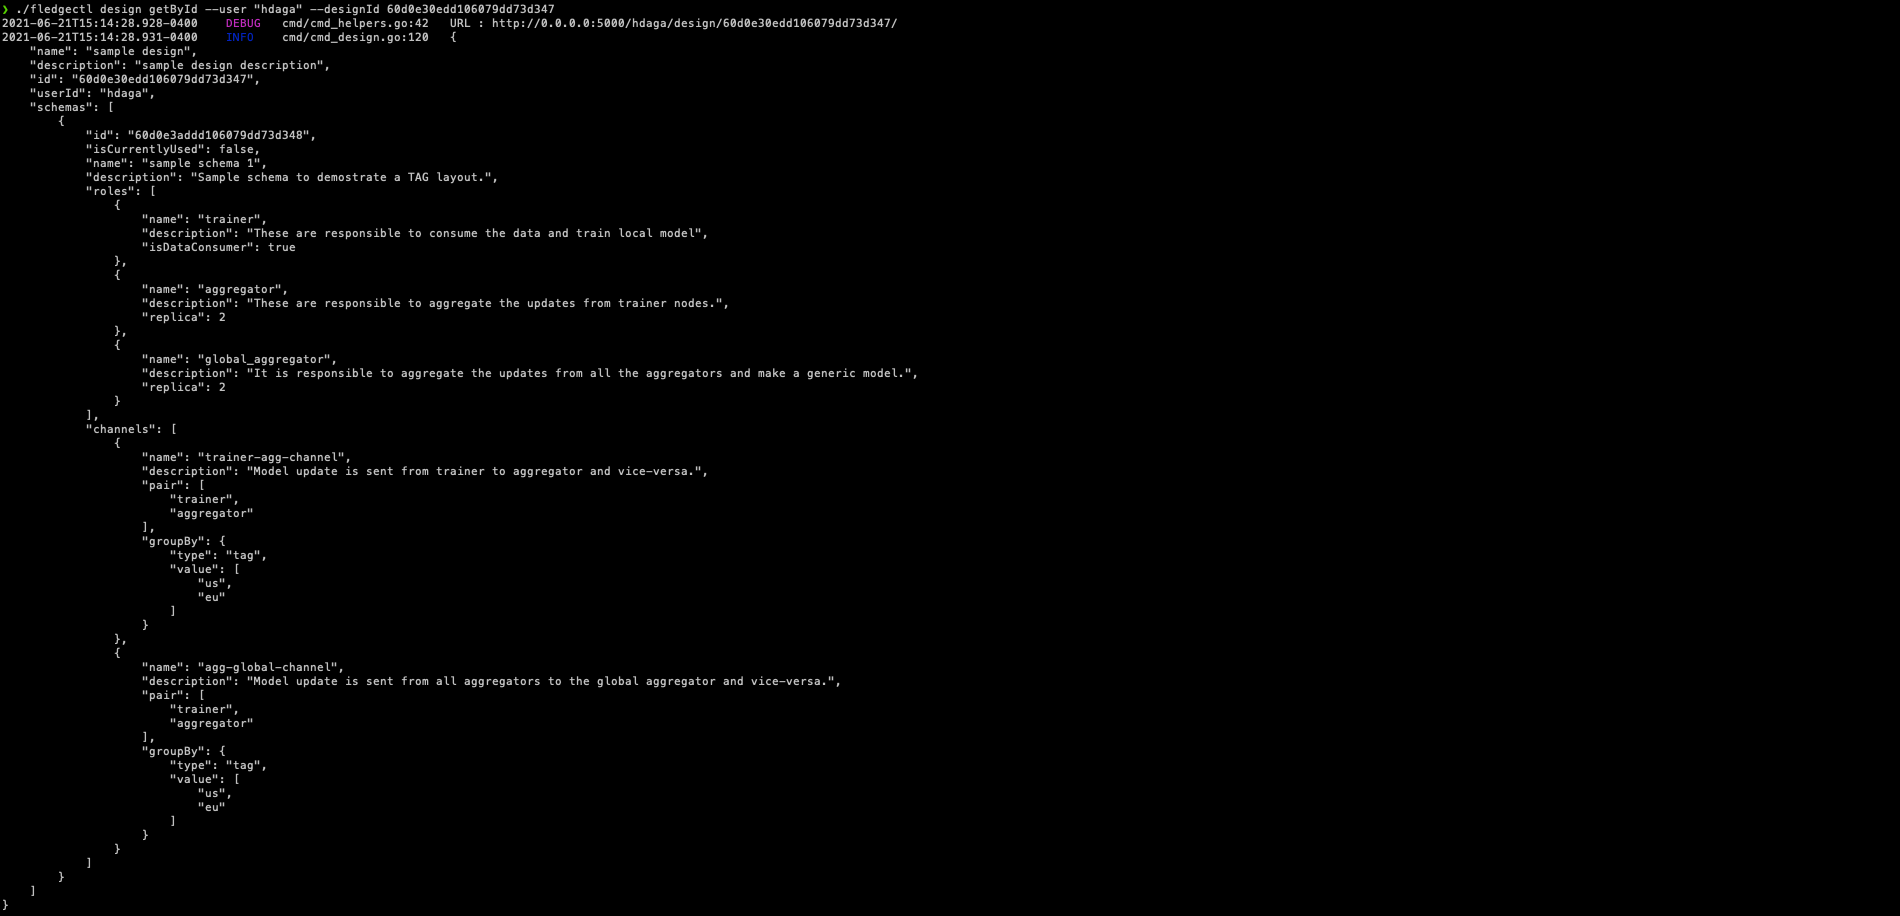 ❯ ./fledgectl design getById --user "hdaga" --designId 60d0e30edd106079dd73d347
2021-06-21T15:14:28.928-0400    DEBUG   cmd/cmd_helpers.go:42   URL : http://0.0.0.0:5000/hdaga/design/60d0e30edd106079dd73d347/
2021-06-21T15:14:28.931-0400    INFO    cmd/cmd_design.go:120   {
    "name": "sample design",
    "description": "sample design description",
    "id": "60d0e30edd106079dd73d347",
    "userId": "hdaga",
    "schemas": [
        {
            "id": "60d0e3addd106079dd73d348",
            "isCurrentlyUsed": false,
            "name": "sample schema 1",
            "description": "Sample schema to demostrate a TAG layout.",
            "roles": [
                {
                    "name": "trainer",
                    "description": "These are responsible to consume the data and train local model",
                    "isDataConsumer": true
                },
                {
                    "name": "aggregator",
                    "description": "These are responsible to aggregate the updates from trainer nodes.",
                    "replica": 2
                },
                {
                    "name": "global_aggregator",
                    "description": "It is responsible to aggregate the updates from all the aggregators and make a generic model.",
                    "replica": 2
                }
            ],
            "channels": [
                {
                    "name": "trainer-agg-channel",
                    "description": "Model update is sent from trainer to aggregator and vice-versa.",
                    "pair": [
                        "trainer",
                        "aggregator"
                    ],
                    "groupBy": {
                        "type": "tag",
                        "value": [
                            "us",
                            "eu"
                        ]
                    }
                },
                {
                    "name": "agg-global-channel",
                    "description": "Model update is sent from all aggregators to the global aggregator and vice-versa.",
                    "pair": [
                        "trainer",
                        "aggregator"
                    ],
                    "groupBy": {
                        "type": "tag",
                        "value": [
                            "us",
                            "eu"
                        ]
                    }
                }
            ]
        }
    ]
}